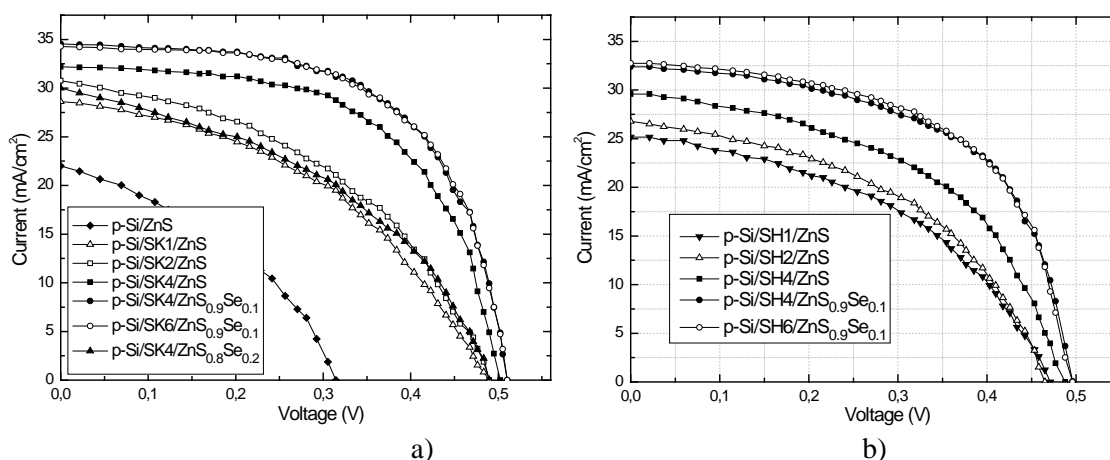 35
30
25
20
15
10
5
0
Current (mA/cm²)
p-Si/ZnS
p-Si/SK1/ZnS
p-Si/SK2/ZnS
p-Si/SK4/ZnS
p-Si/SK4/ZnS₀.₉Se₀.₁
p-Si/SK6/ZnS₀.₉Se₀.₁
p-Si/SK4/ZnS₀.₈Se₀.₂
0,0 0,1 0,2 0,3 0,4 0,5
Voltage (V)
a)
35
30
25
20
15
10
5
0
Current (mA/cm²)
p-Si/SH1/ZnS
p-Si/SH2/ZnS
p-Si/SH4/ZnS
p-Si/SH4/ZnS₀.₉Se₀.₁
p-Si/SH6/ZnS₀.₉Se₀.₁
0,0 0,1 0,2 0,3 0,4 0,5
Voltage (V)
b)